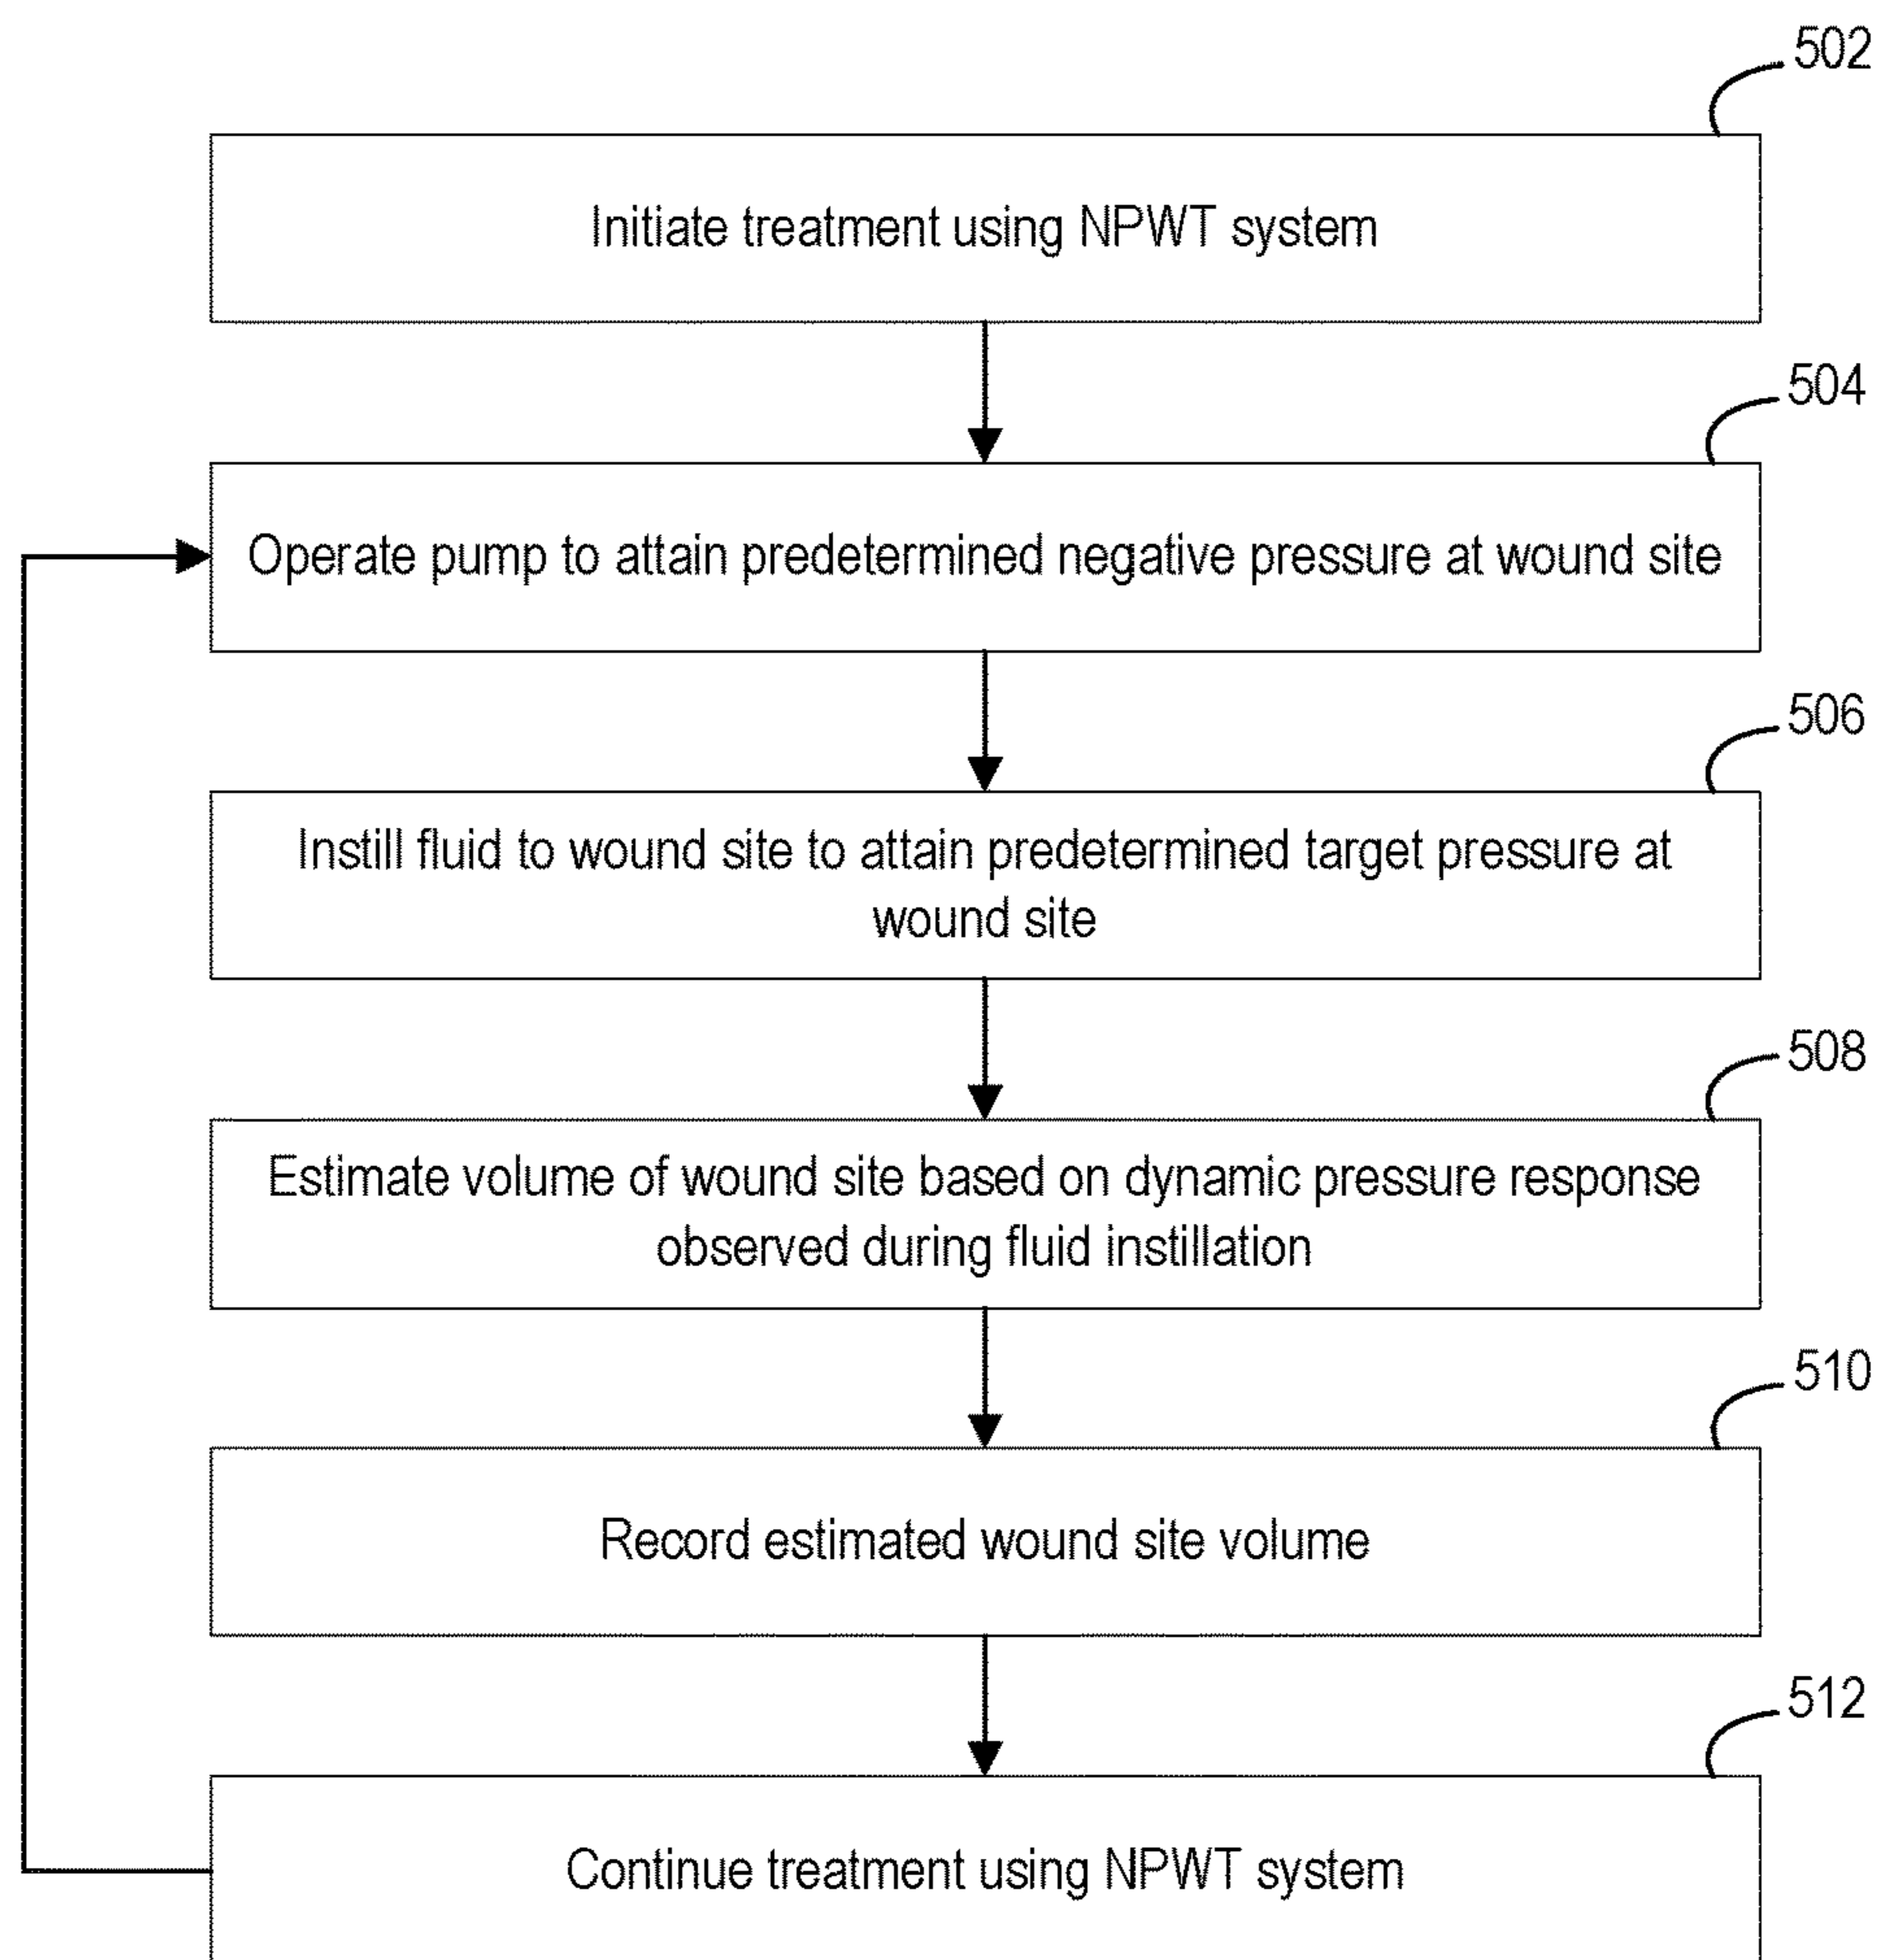 502
Initiate treatment using NPWT system
504
Operate pump to attain predetermined negative pressure at wound site
506
Instill fluid to wound site to attain predetermined target pressure at
wound site
508
Estimate volume of wound site based on dynamic pressure response
observed during fluid instillation
510
Record estimated wound site volume
512
Continue treatment using NPWT system